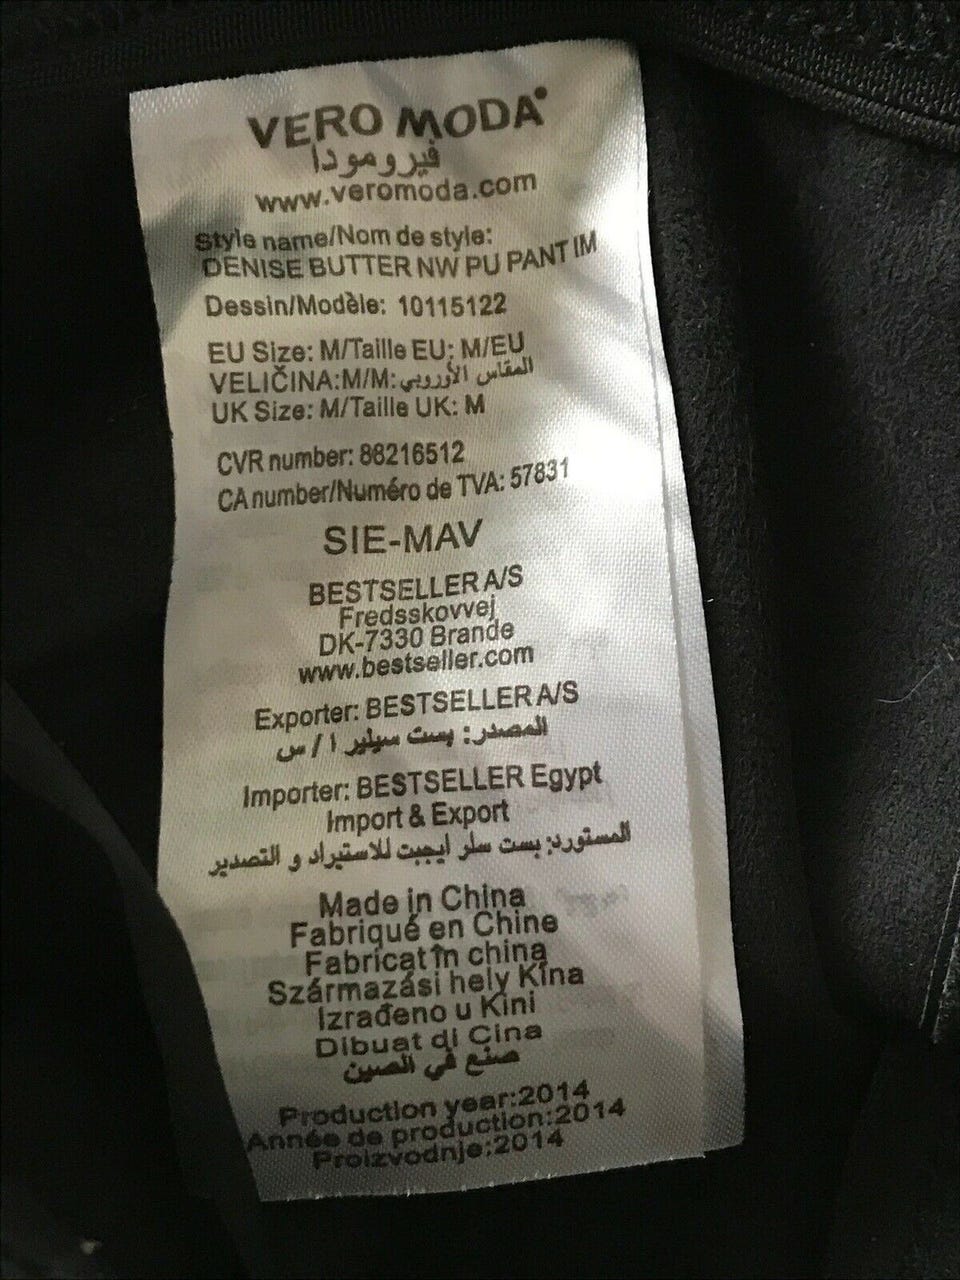 VERO MODA
فيرومودا
www.veromoda.com
Style name/Nom de style:
DENISE BUTTER NW PU PANT IM
Dessin/Modèle: 10115122
EU Size: M/Taille EU: M/EU
VELIČINA:M/M: المقاس الأوروبي
UK Size: M/Taille UK: M
CVR number: 88216512
CA number/Numéro de TVA: 57831
SIE-MAV
BESTSELLER A/S
Fredsskovvej
DK-7330 Brande
www.bestseller.com
Exporter: BESTSELLER A/S
المصدر: بست سيلير ا / س
Importer: BESTSELLER Egypt
Import & Export
المستورد: بست سلر ايجبت للاستيراد و التصدير
Made in China
Fabriqué en Chine
Fabricat în china
Származási hely Kína
Izrađeno u Kini
Dibuat di Cina
صنع في الصين
Production year:2014
Année de production:2014
Proizvodnje:2014